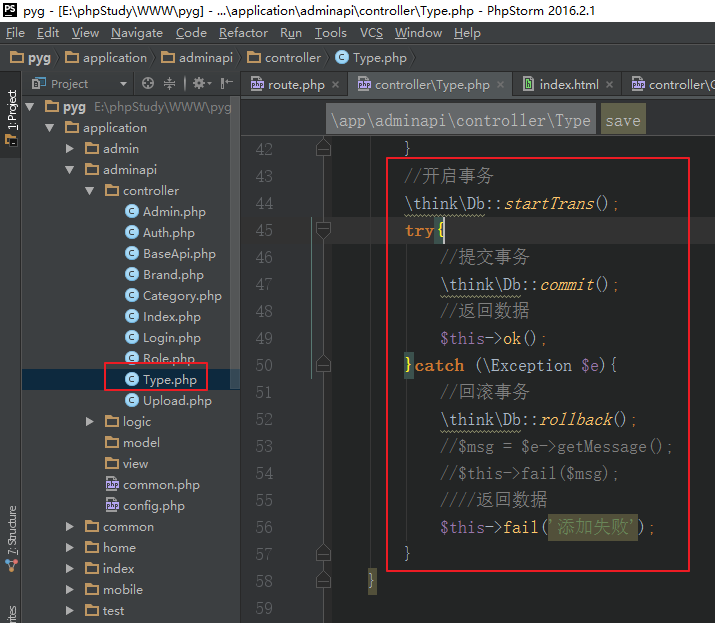 pyg - [E:\phpStudy\WWW\pyg] - ...\application\adminapi\controller\Type.php - PhpStorm 2016.2.1
File Edit View Navigate Code Refactor Run Tools VCS Window Help
pyg application adminapi controller Type.php
Project
route.php × controller\Type.php × index.html × controller\
1: Project
7: Structure
pyg E:\phpStudy\WWW\pyg
application
admin
adminapi
controller
Admin.php
Auth.php
BaseApi.php
Brand.php
Category.php
Index.php
Login.php
Role.php
Type.php
Upload.php
logic
model
view
common.php
config.php
common
home
index
mobile
test
\app\adminapi\controller\Type save
42 }
43 //开启事务
44 \think\Db::startTrans();
45 try{
46 //提交事务
47 \think\Db::commit();
48 //返回数据
49 $this->ok();
50 }catch (\Exception $e){
51 //回滚事务
52 \think\Db::rollback();
53 //$msg = $e->getMessage();
54 //$this->fail($msg);
55 ////返回数据
56 $this->fail('添加失败');
57 }
58 }
59